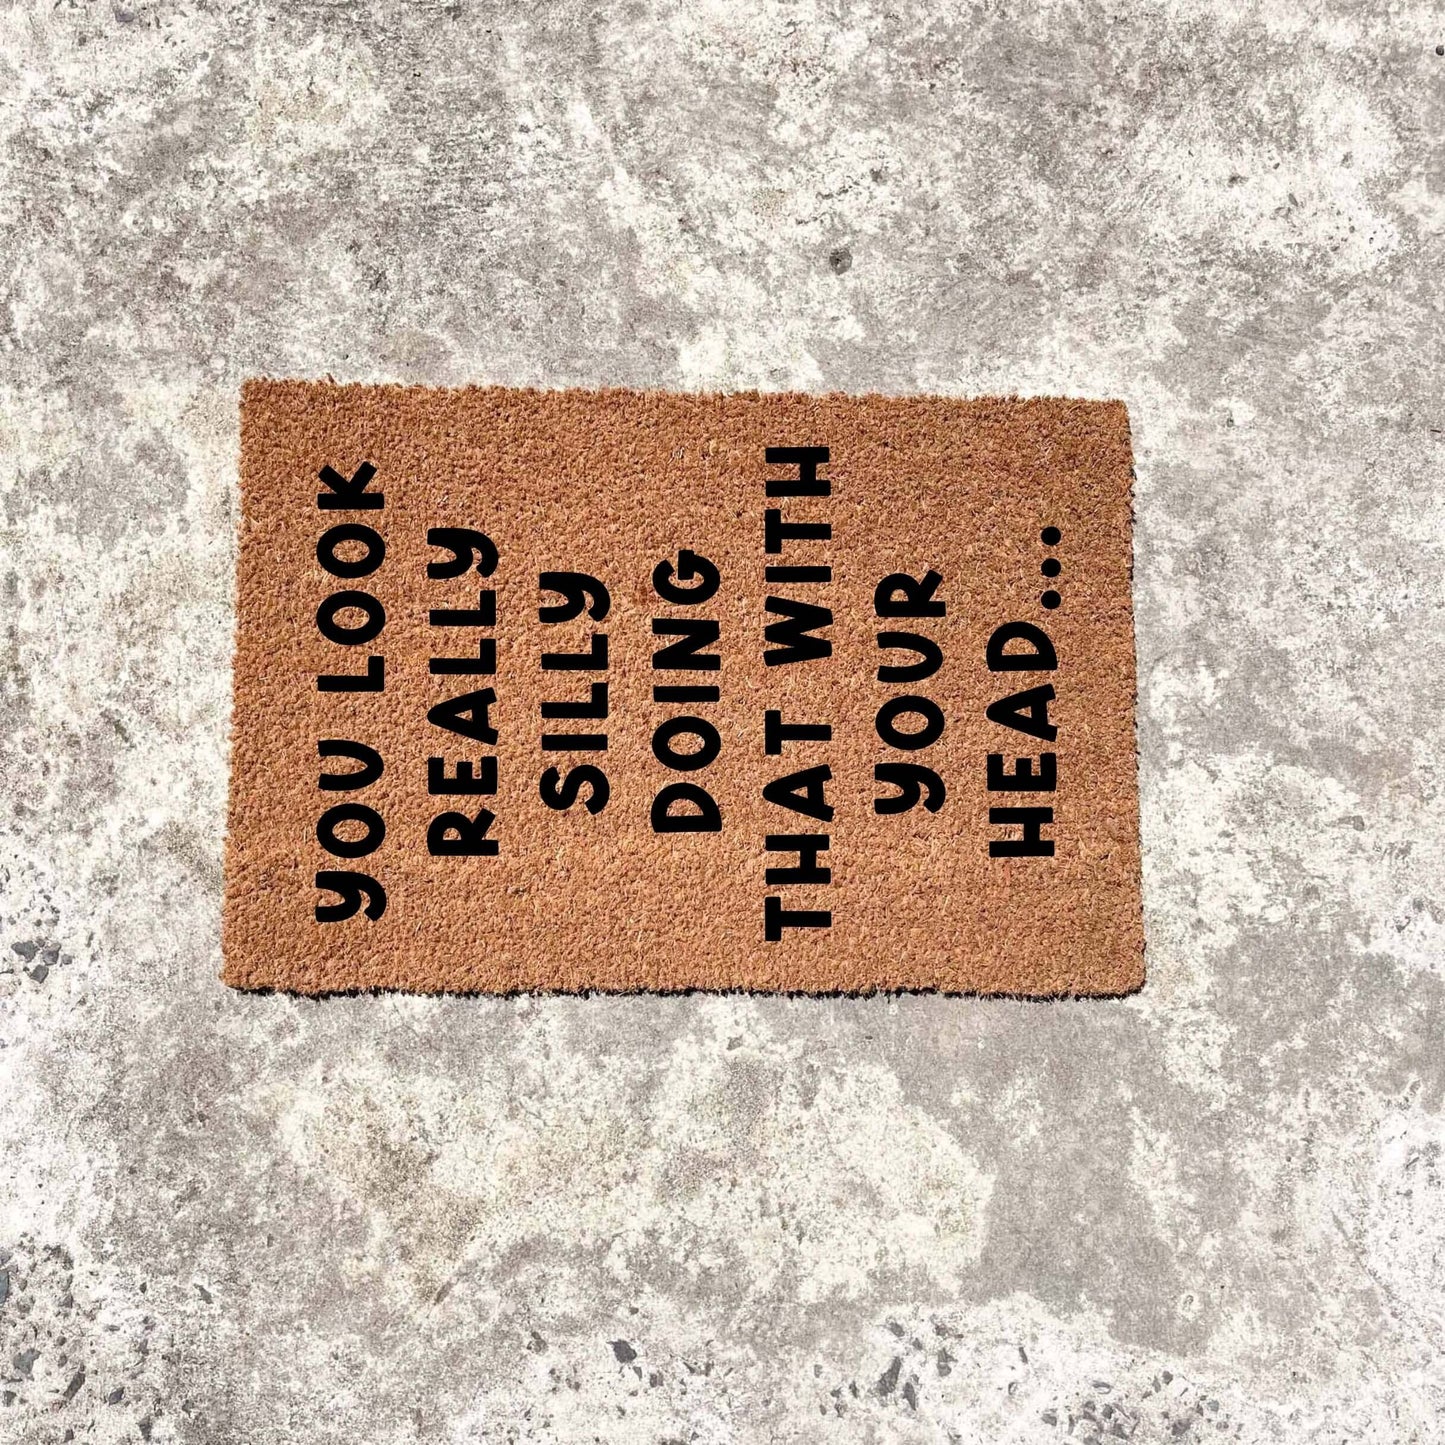 YOU LOOK
REALLY
SILLY
DOING
THAT WITH
YOUR
HEAD...